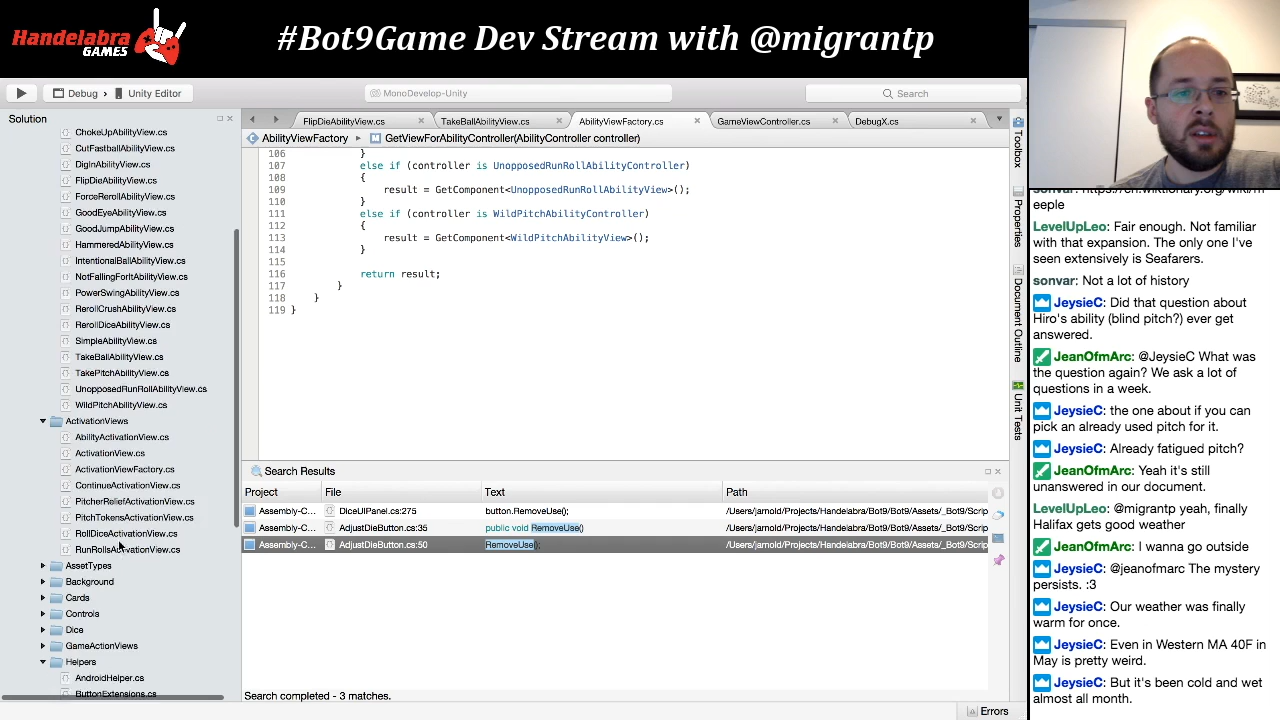 Handelabra
GAMES
#Bot9Game Dev Stream with @migrantp
Debug › Unity Editor
MonoDevelop-Unity
Search
Solution
ChokeUpAbilityView.cs
CutFastballAbilityView.cs
DigInAbilityView.cs
FlipDieAbilityView.cs
ForceRerollAbilityView.cs
GoodEyeAbilityView.cs
GoodJumpAbilityView.cs
HammeredAbilityView.cs
IntentionalBallAbilityView.cs
NotFallingForItAbilityView.cs
PowerSwingAbilityView.cs
RerollCrushAbilityView.cs
RerollDiceAbilityView.cs
SimpleAbilityView.cs
TakeBallAbilityView.cs
TakePitchAbilityView.cs
UnopposedRunRollAbilityView.cs
WildPitchAbilityView.cs
ActivationViews
AbilityActivationView.cs
ActivationView.cs
ActivationViewFactory.cs
ContinueActivationView.cs
PitcherReliefActivationView.cs
PitchTokensActivationView.cs
RollDiceActivationView.cs
RunRollsActivationView.cs
AssetTypes
Background
Cards
Controls
Dice
GameActionViews
Helpers
AndroidHelper.cs
ButtonExtensions.cs
FlipDieAbilityView.cs
TakeBallAbilityView.cs
AbilityViewFactory.cs
GameViewController.cs
DebugX.cs
AbilityViewFactory
GetViewForAbilityController(AbilityController controller)
106 }
107 else if (controller is UnopposedRunRollAbilityController)
108 {
109 result = GetComponent<UnopposedRunRollAbilityView>();
110 }
111 else if (controller is WildPitchAbilityController)
112 {
113 result = GetComponent<WildPitchAbilityView>();
114 }
115
116 return result;
117 }
118 }
119 }
Search Results
Project File Text Path
Assembly-C... DiceUIPanel.cs:275 button.RemoveUse(); /Users/jarnold/Projects/Handelabra/Bot9/Bot9/Assets/_Bot9/Scrip
Assembly-C... AdjustDieButton.cs:35 public void RemoveUse() /Users/jarnold/Projects/Handelabra/Bot9/Bot9/Assets/_Bot9/Scrip
Assembly-C... AdjustDieButton.cs:50 RemoveUse(); /Users/jarnold/Projects/Handelabra/Bot9/Bot9/Assets/_Bot9/Scrip
Search completed - 3 matches.
Errors
Toolbox
Properties
Document Outline
Unit Tests
eeple
LevelUpLeo: Fair enough. Not familiar
with that expansion. The only one I've
seen extensively is Seafarers.
sonvar: Not a lot of history
JeysieC: Did that question about
Hiro's ability (blind pitch?) ever get
answered.
JeanOfmArc: @JeysieC What was
the question again? We ask a lot of
questions in a week.
JeysieC: the one about if you can
pick an already used pitch for it.
JeysieC: Already fatigued pitch?
JeanOfmArc: Yeah it's still
unanswered in our document.
LevelUpLeo: @migrantp yeah, finally
Halifax gets good weather
JeanOfmArc: I wanna go outside
JeysieC: @jeanofmarc The mystery
persists. :3
JeysieC: Our weather was finally
warm for once.
JeysieC: Even in Western MA 40F in
May is pretty weird.
JeysieC: But it's been cold and wet
almost all month.